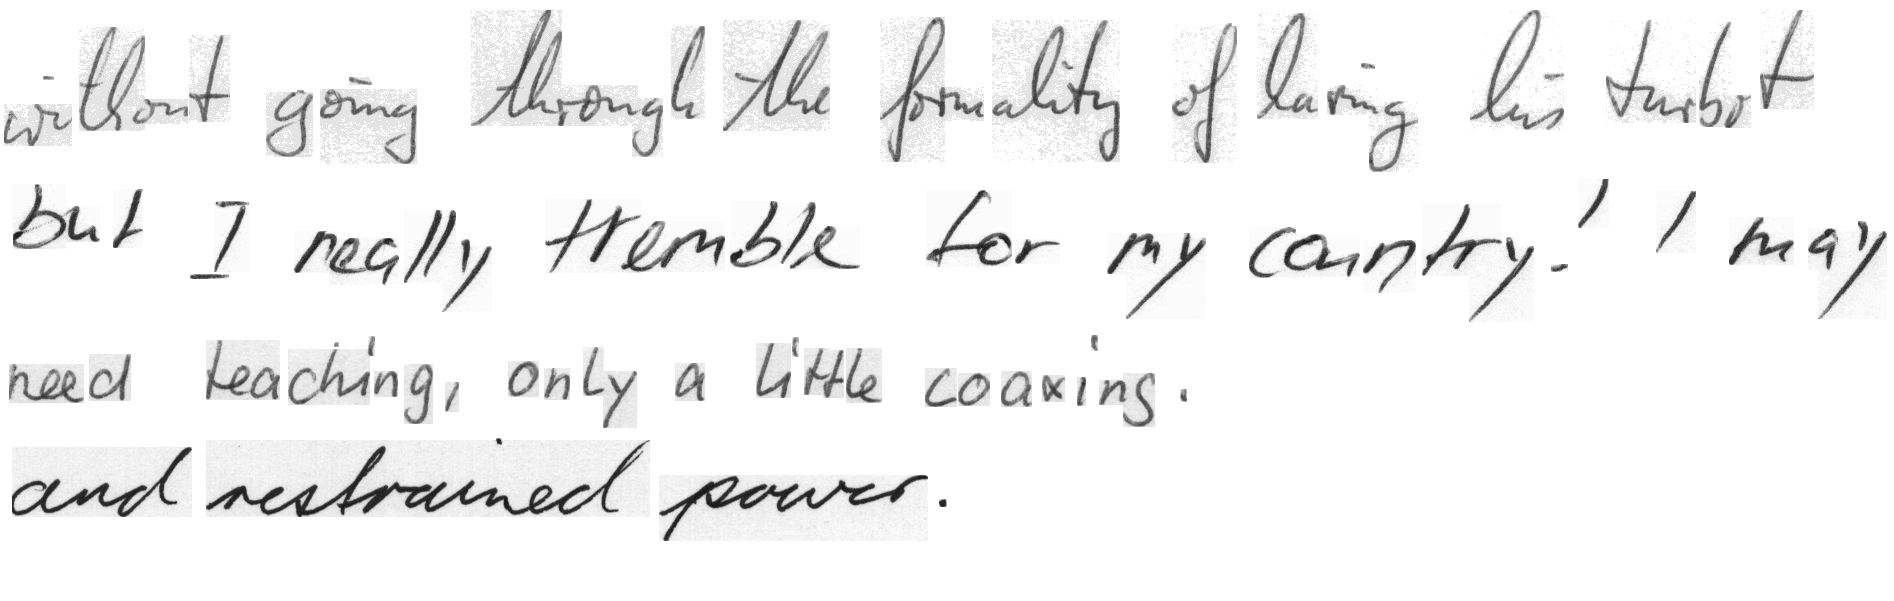 without going through the formality of having his turbot
but I really tremble for my country.' ' may
need teaching, only a little coaxing.
and restrained power.